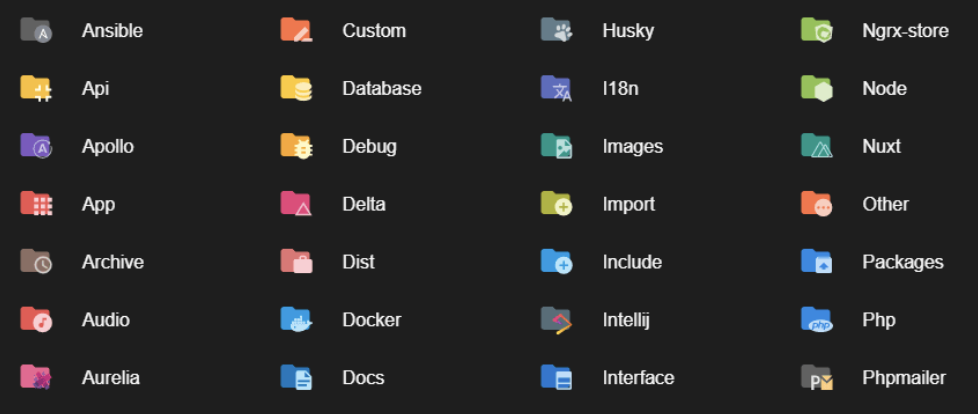 Ansible
Custom
Husky
Ngrx-store
Api
Database
I18n
Node
Apollo
Debug
Images
Nuxt
App
Delta
Import
Other
Archive
Dist
Include
Packages
Audio
Docker
Intellij
php
Php
Aurelia
Docs
Interface
P
Phpmailer